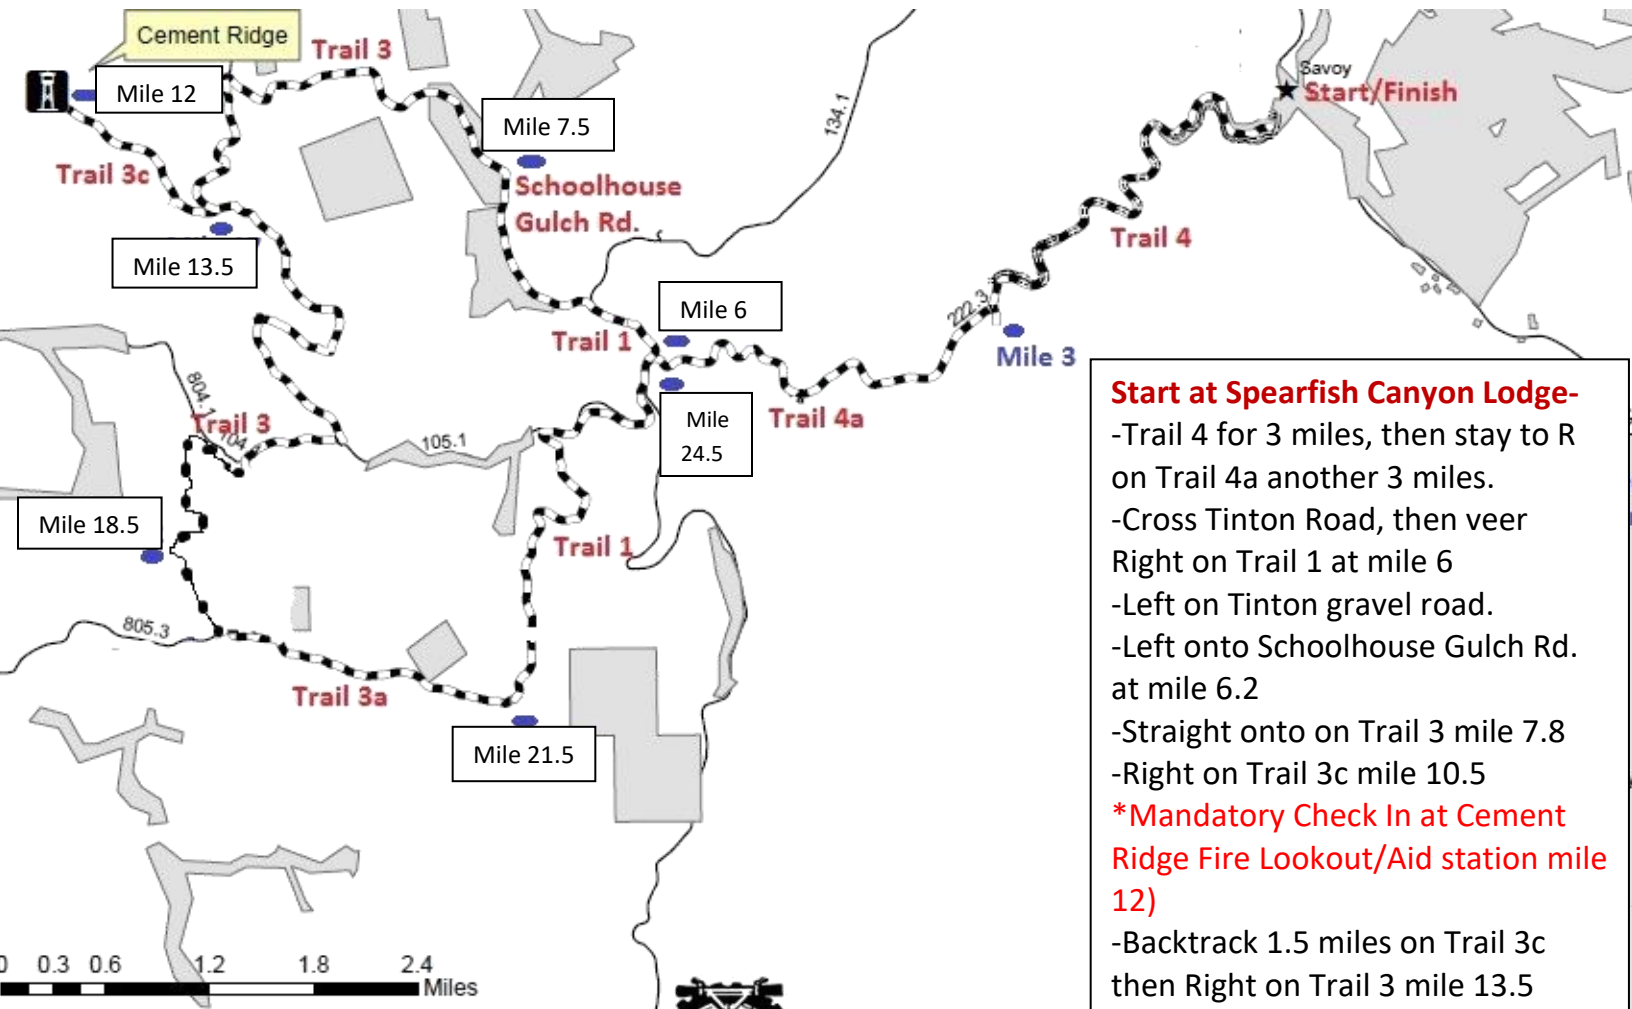 Cement Ridge
Trail 3
Mile 12
Mile 7.5
134.1
Savoy
Start/Finish
Trail 3c
Schoolhouse
Gulch Rd.
Trail 4
Mile 13.5
Mile 6
222.3
Trail 1
Mile 3
804.1
Trail 3
104
105.1
Mile
24.5
Trail 4a
Mile 18.5
Trail 1
805.3
Trail 3a
Mile 21.5
0 0.3 0.6 1.2 1.8 2.4
Miles
Start at Spearfish Canyon Lodge-
-Trail 4 for 3 miles, then stay to R
on Trail 4a another 3 miles.
-Cross Tinton Road, then veer
Right on Trail 1 at mile 6
-Left on Tinton gravel road.
-Left onto Schoolhouse Gulch Rd.
at mile 6.2
-Straight onto on Trail 3 mile 7.8
-Right on Trail 3c mile 10.5
*Mandatory Check In at Cement
Ridge Fire Lookout/Aid station mile
12)
-Backtrack 1.5 miles on Trail 3c
then Right on Trail 3 mile 13.5